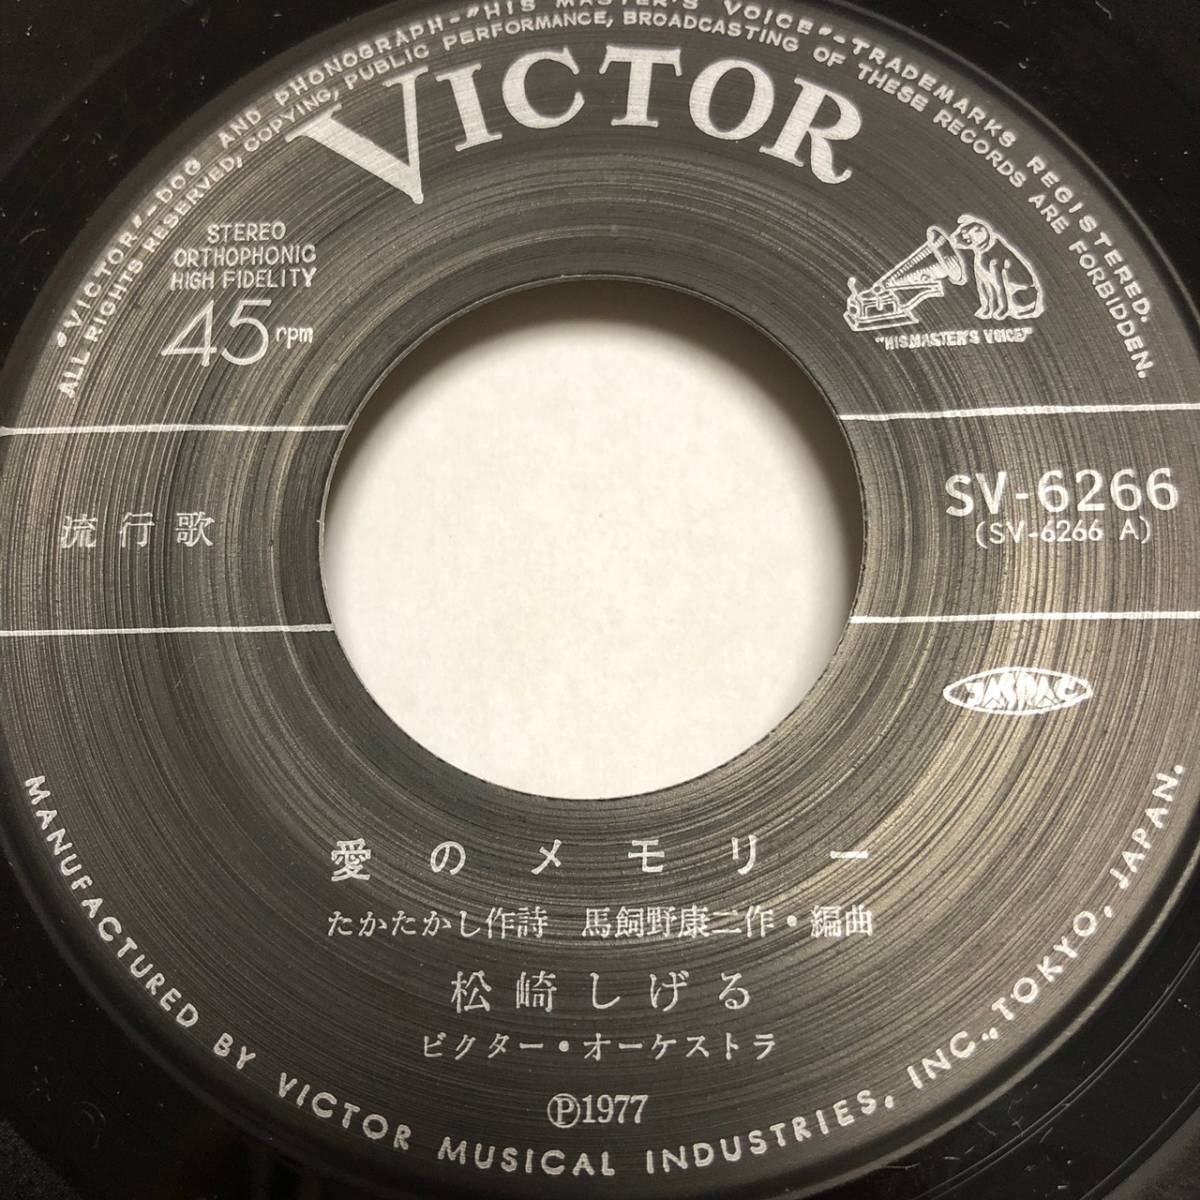 "VICTOR"-DOG AND PHONOGRAPH-"HIS MASTER'S VOICE"-TRADEMARKS REGISTERED.
ALL RIGHTS RESERVED, COPYING, PUBLIC PERFORMANCE, BROADCASTING OF THESE RECORDS ARE FORBIDDEN.
VICTOR
STEREO
ORTHOPHONIC
HIGH FIDELITY
45 rpm
"HIS MASTER'S VOICE"
流行歌
SV-6266
(SV-6266 A)
JASRAC
愛のメモリー
たかたかし作詩 馬飼野康二作・編曲
松崎しげる
ビクター・オーケストラ
Ⓟ1977
MANUFACTURED BY VICTOR MUSICAL INDUSTRIES, INC., TOKYO, JAPAN.